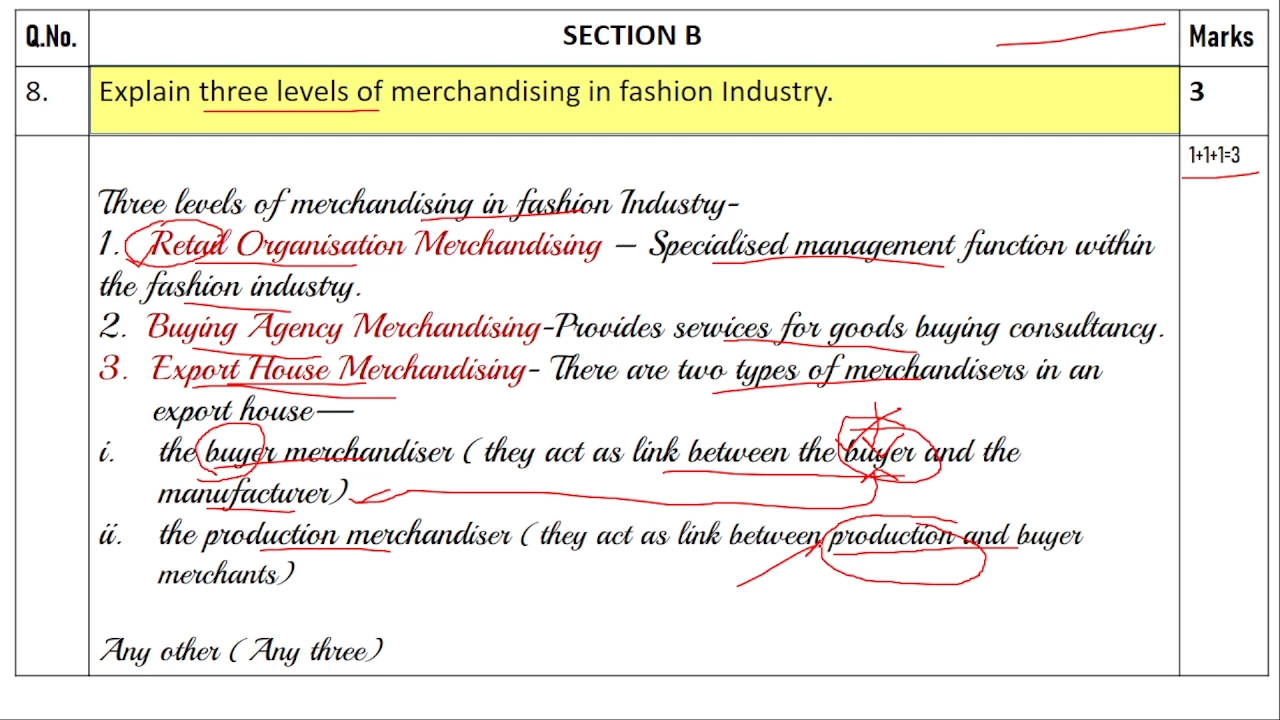 Q.No. SECTION B Marks
8. Explain three levels of merchandising in fashion Industry. 3
1+1+1=3
Three levels of merchandising in fashion Industry-
1. Retail Organisation Merchandising – Specialised management function within
the fashion industry.
2. Buying Agency Merchandising-Provides services for goods buying consultancy.
3. Export House Merchandising- There are two types of merchandisers in an
export house—
i. the buyer merchandiser ( they act as link between the buyer and the
manufacturer)
ii. the production merchandiser ( they act as link between production and buyer
merchants)
Any other ( Any three)